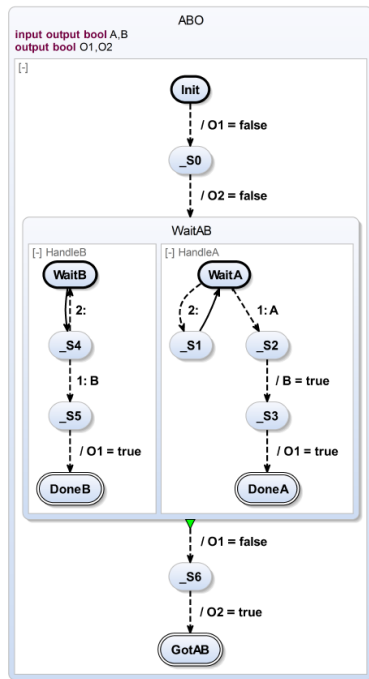 ABO
input output bool A,B
output bool O1,O2
[-]
Init
/ O1 = false
_S0
/ O2 = false
WaitAB
[-] HandleB
[-] HandleA
WaitB
WaitA
2:
2:
1: A
_S4
_S1
_S2
1: B
/ B = true
_S5
_S3
/ O1 = true
/ O1 = true
DoneB
DoneA
/ O1 = false
_S6
/ O2 = true
GotAB